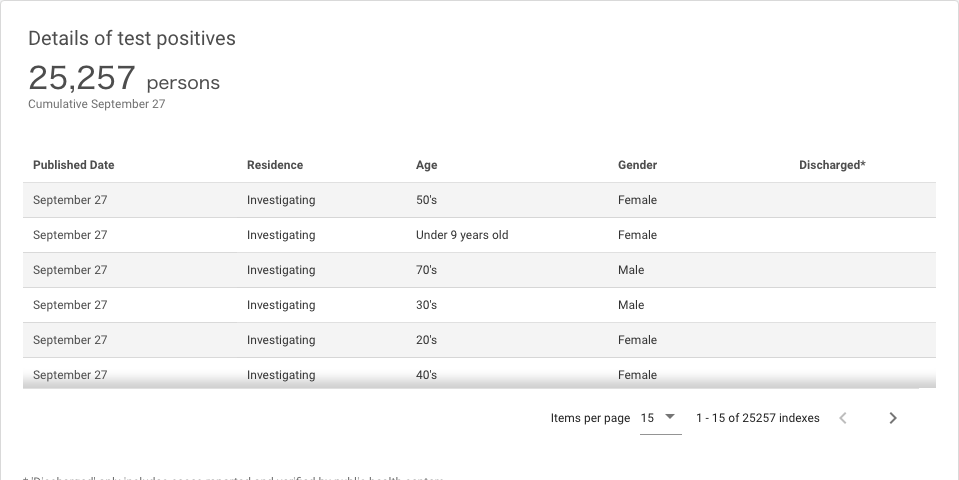 Details of test positives
25,257 persons
Cumulative September 27
Published Date Residence Age Gender Discharged*
September 27 Investigating 50's Female
September 27 Investigating Under 9 years old Female
September 27 Investigating 70's Male
September 27 Investigating 30's Male
September 27 Investigating 20's Female
September 27 Investigating 40's Female
Items per page 15 1 - 15 of 25257 indexes